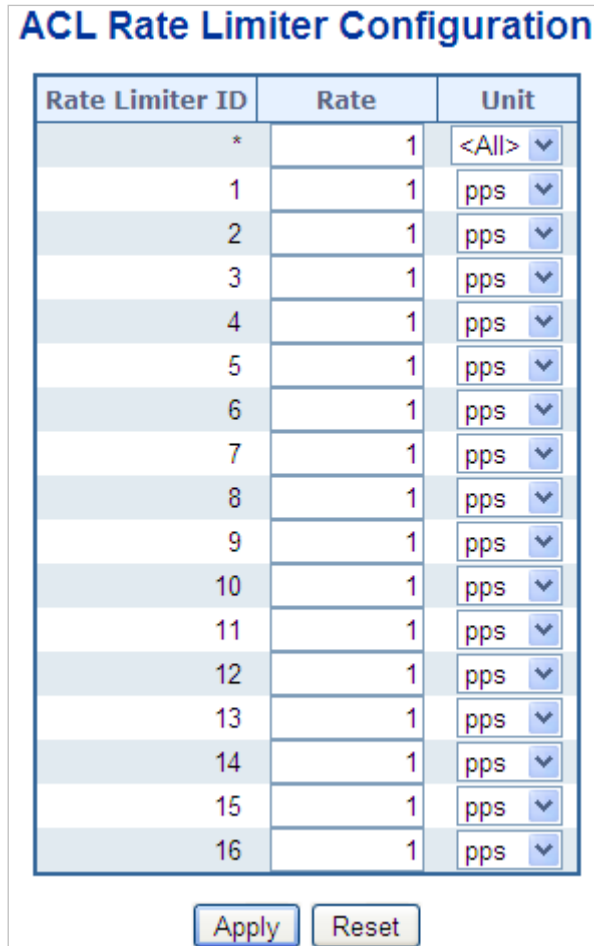 ACL Rate Limiter Configuration
Rate Limiter ID Rate Unit
* 1 <All>
1 1 pps
2 1 pps
3 1 pps
4 1 pps
5 1 pps
6 1 pps
7 1 pps
8 1 pps
9 1 pps
10 1 pps
11 1 pps
12 1 pps
13 1 pps
14 1 pps
15 1 pps
16 1 pps
Apply Reset